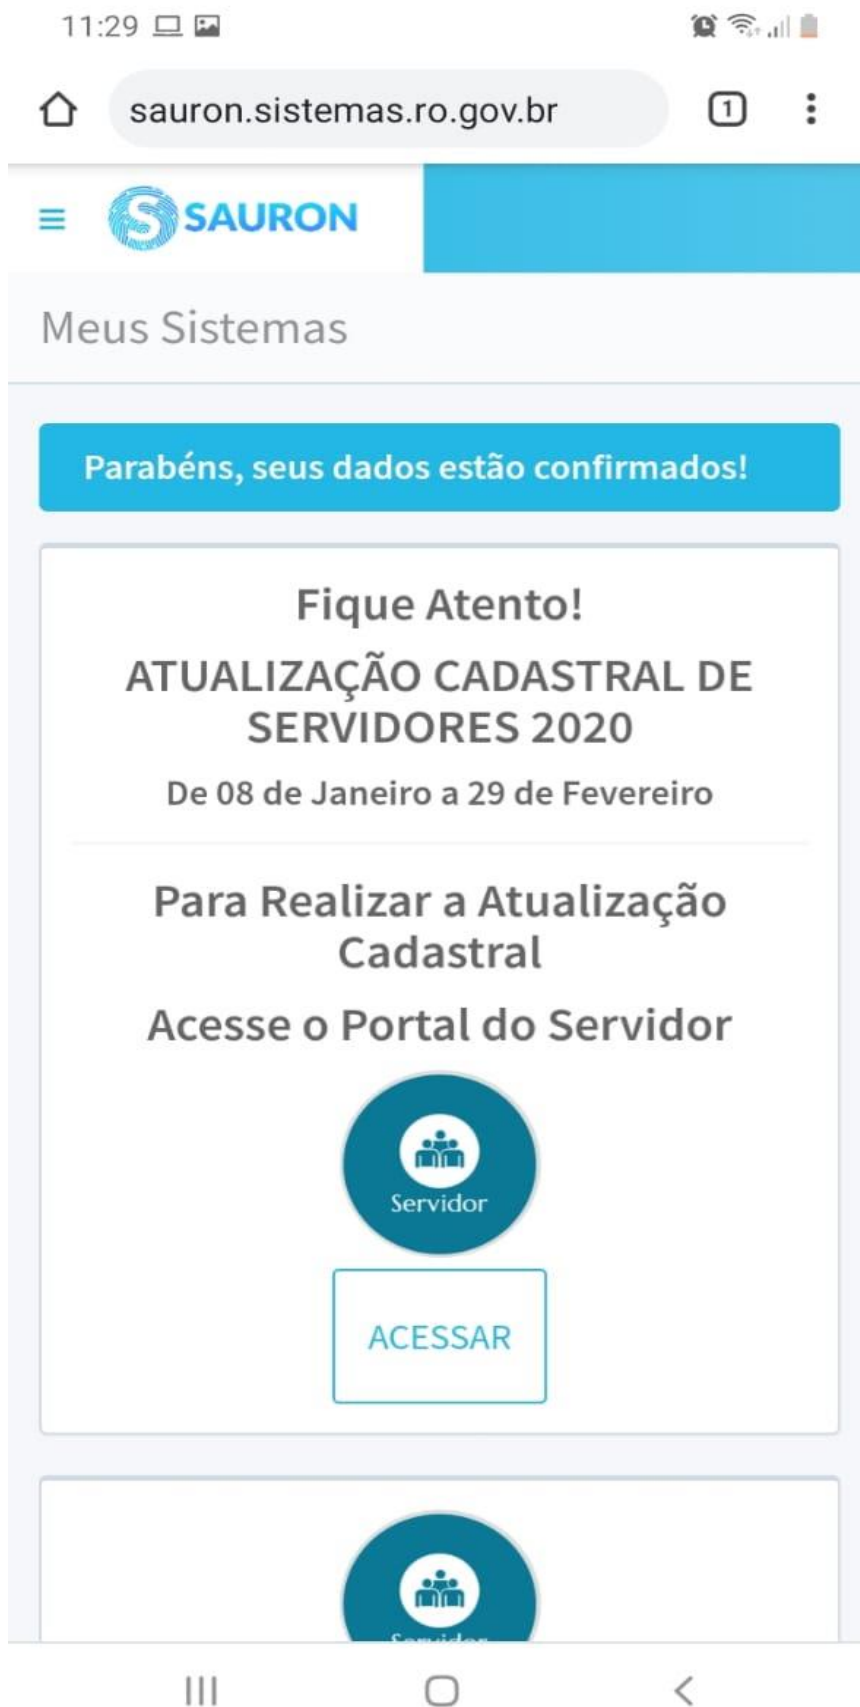 11:29
sauron.sistemas.ro.gov.br
1
SAURON
Meus Sistemas
Parabéns, seus dados estão confirmados!
Fique Atento!
ATUALIZAÇÃO CADASTRAL DE
SERVIDORES 2020
De 08 de Janeiro a 29 de Fevereiro
Para Realizar a Atualização
Cadastral
Acesse o Portal do Servidor
Servidor
ACESSAR
Servidor